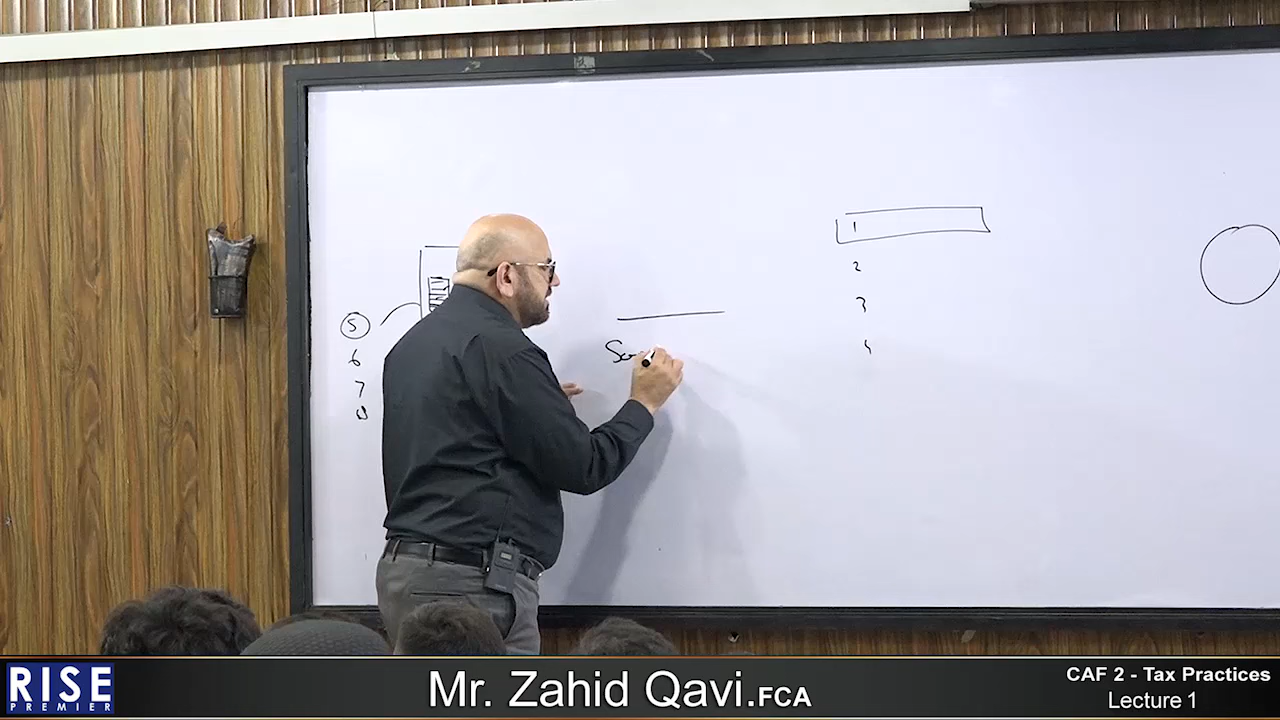 1
2
3
5
6
7
8
RISE
PREMIER
Mr. Zahid Qavi.FCA
CAF 2 - Tax Practices
Lecture 1